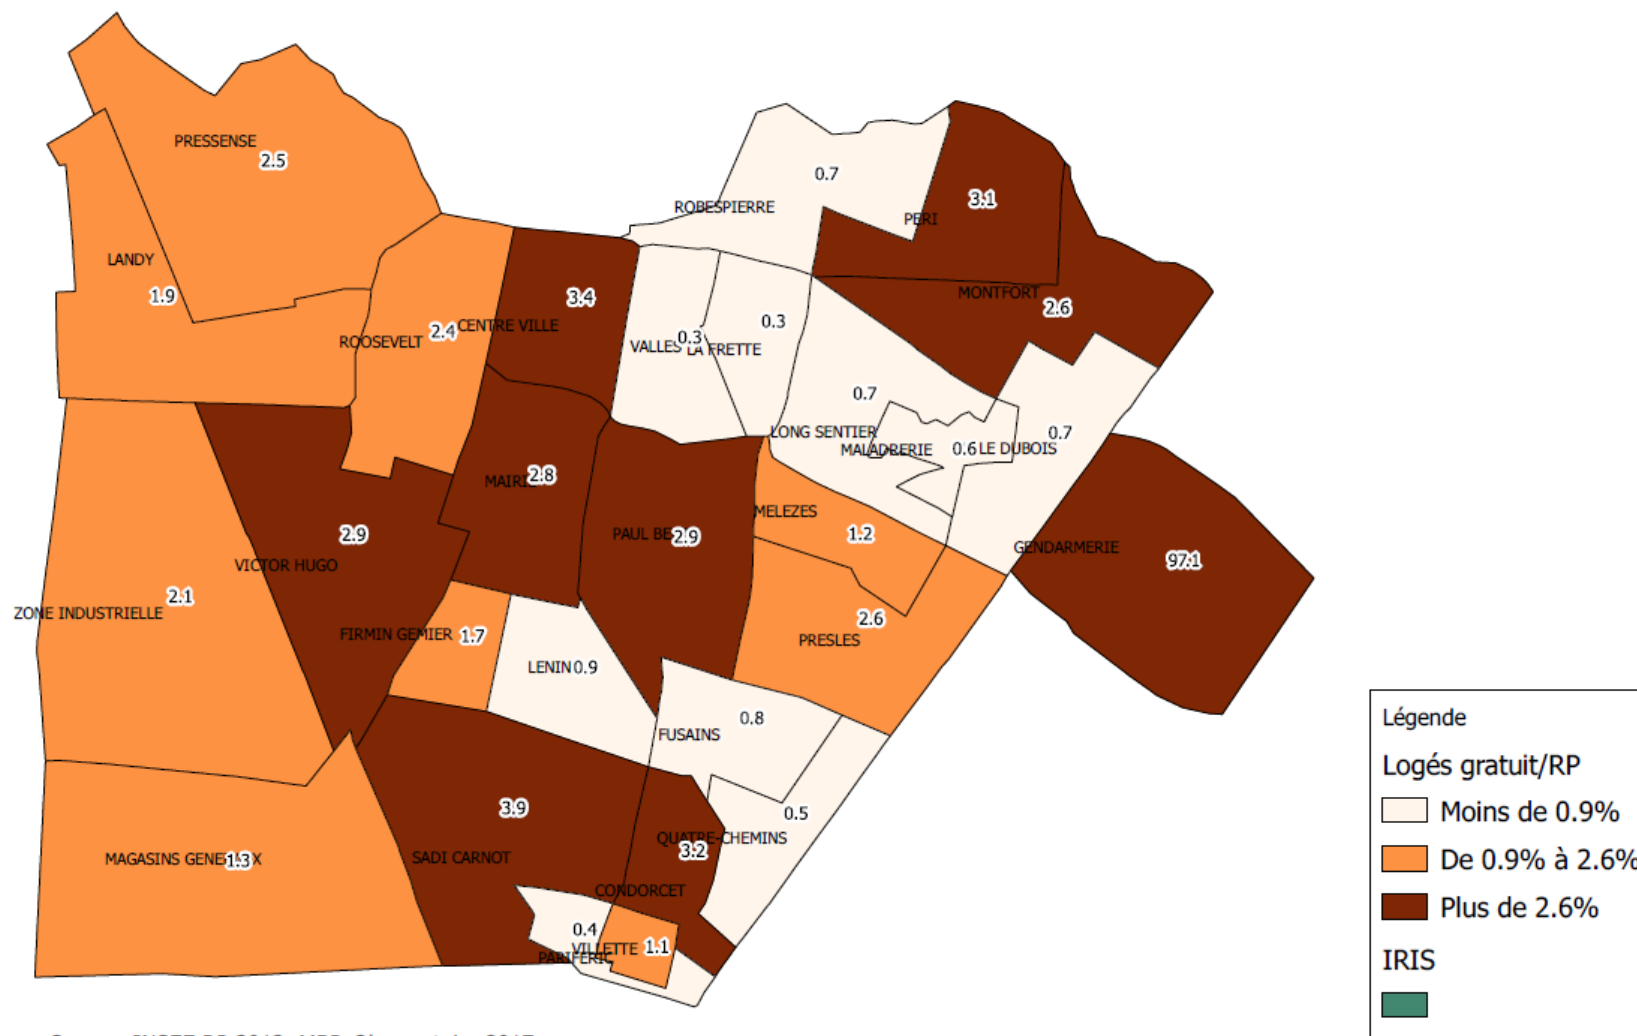 PRESSENSE
2.5
0.7
ROBESPIERRE
3.1
PERI
LANDY
1.9
MONTFORT
2.6
3.4
CENTRE VILLE
2.4
ROOSEVELT
0.3
0.3
VALLES LA FRETTE
0.7
LONG SENTIER
0.7
MALADRERIE
0.6 LE DUBOIS
MAIRIE
2.8
MELEZES
1.2
PAUL BE
2.9
2.9
VICTOR HUGO
GENDARMERIE
97.1
2.1
ZONE INDUSTRIELLE
FIRMIN GEMIER
1.7
2.6
PRESLES
LENIN 0.9
0.8
FUSAINS
0.5
3.9
QUATRE-CHEMINS
3.2
MAGASINS GENE X
1.3
SADI CARNOT
CONDORCET
0.4
VILLETTE
1.1
PARIFERIC
Légende
Logés gratuit/RP
Moins de 0.9%
De 0.9% à 2.6%
Plus de 2.6%
IRIS